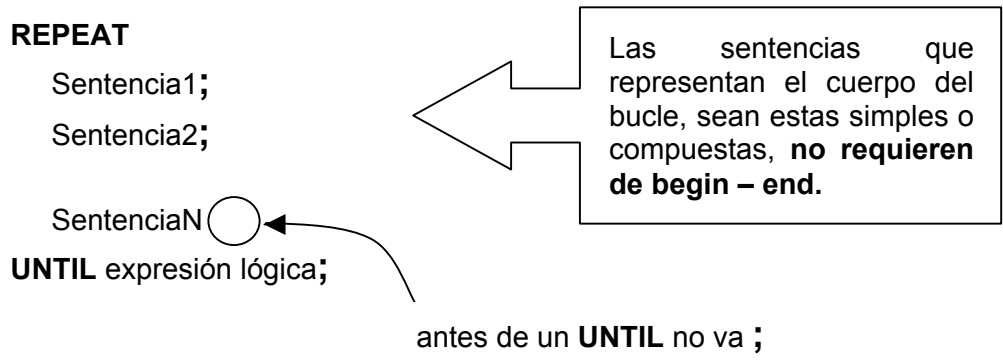 REPEAT
Sentencia1;
Sentencia2;
SentenciaN
UNTIL expresión lógica;
Las sentencias que
representan el cuerpo del
bucle, sean estas simples o
compuestas, no requieren
de begin – end.
antes de un UNTIL no va ;